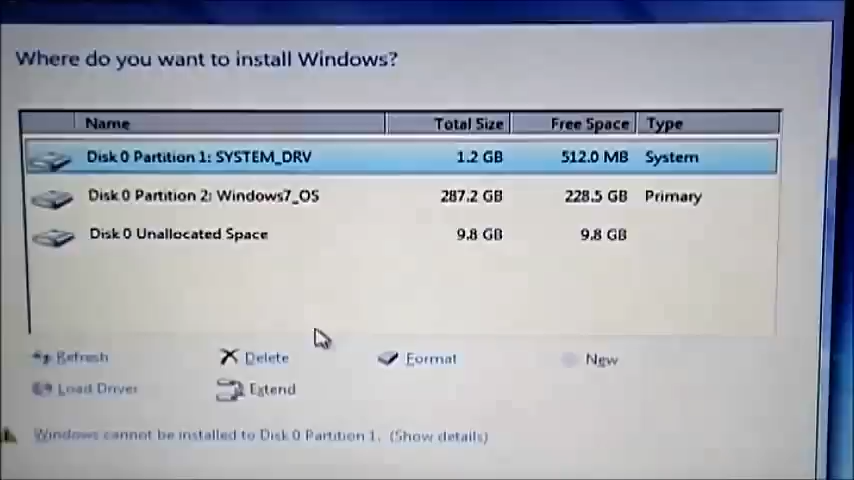 Where do you want to install Windows?
Name Total Size Free Space Type
Disk 0 Partition 1: SYSTEM_DRV 1.2 GB 512.0 MB System
Disk 0 Partition 2: Windows7_OS 287.2 GB 228.5 GB Primary
Disk 0 Unallocated Space 9.8 GB 9.8 GB
Refresh Delete Format New
Load Driver Extend
Windows cannot be installed to Disk 0 Partition 1. (Show details)